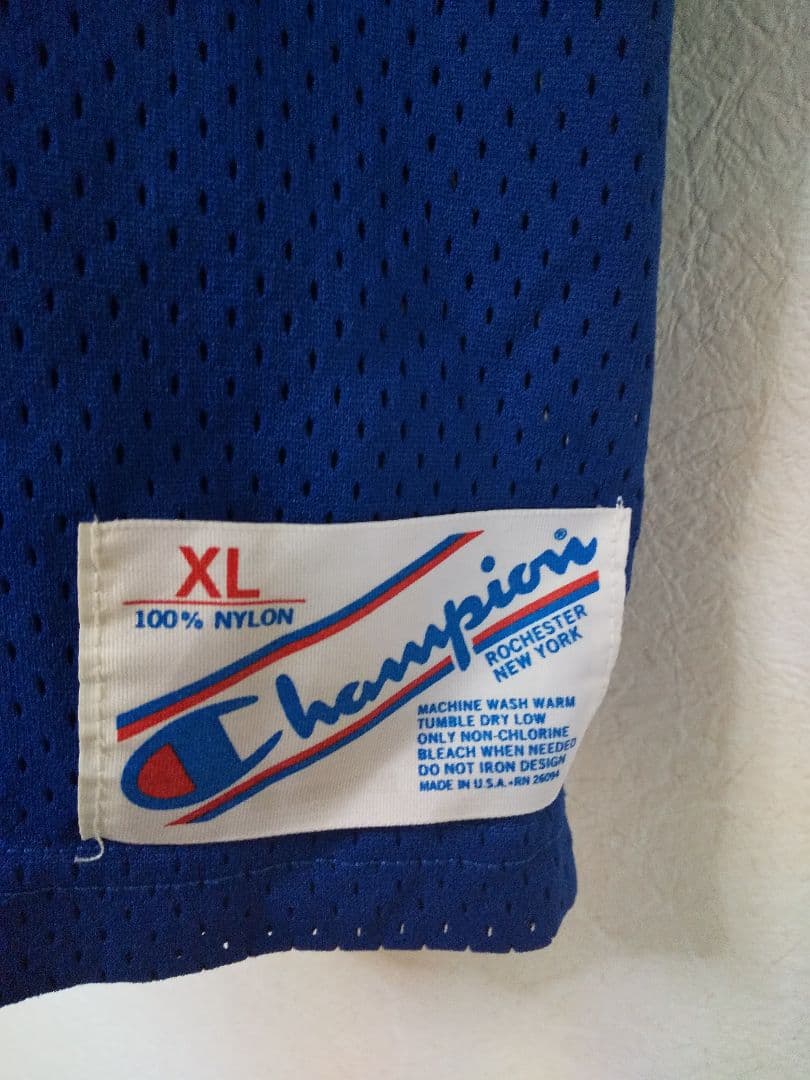 XL
100% NYLON
Champion®
ROCHESTER
NEW YORK
MACHINE WASH WARM
TUMBLE DRY LOW
ONLY NON-CHLORINE
BLEACH WHEN NEEDED
DO NOT IRON DESIGN
MADE IN U.S.A.-RN 26094